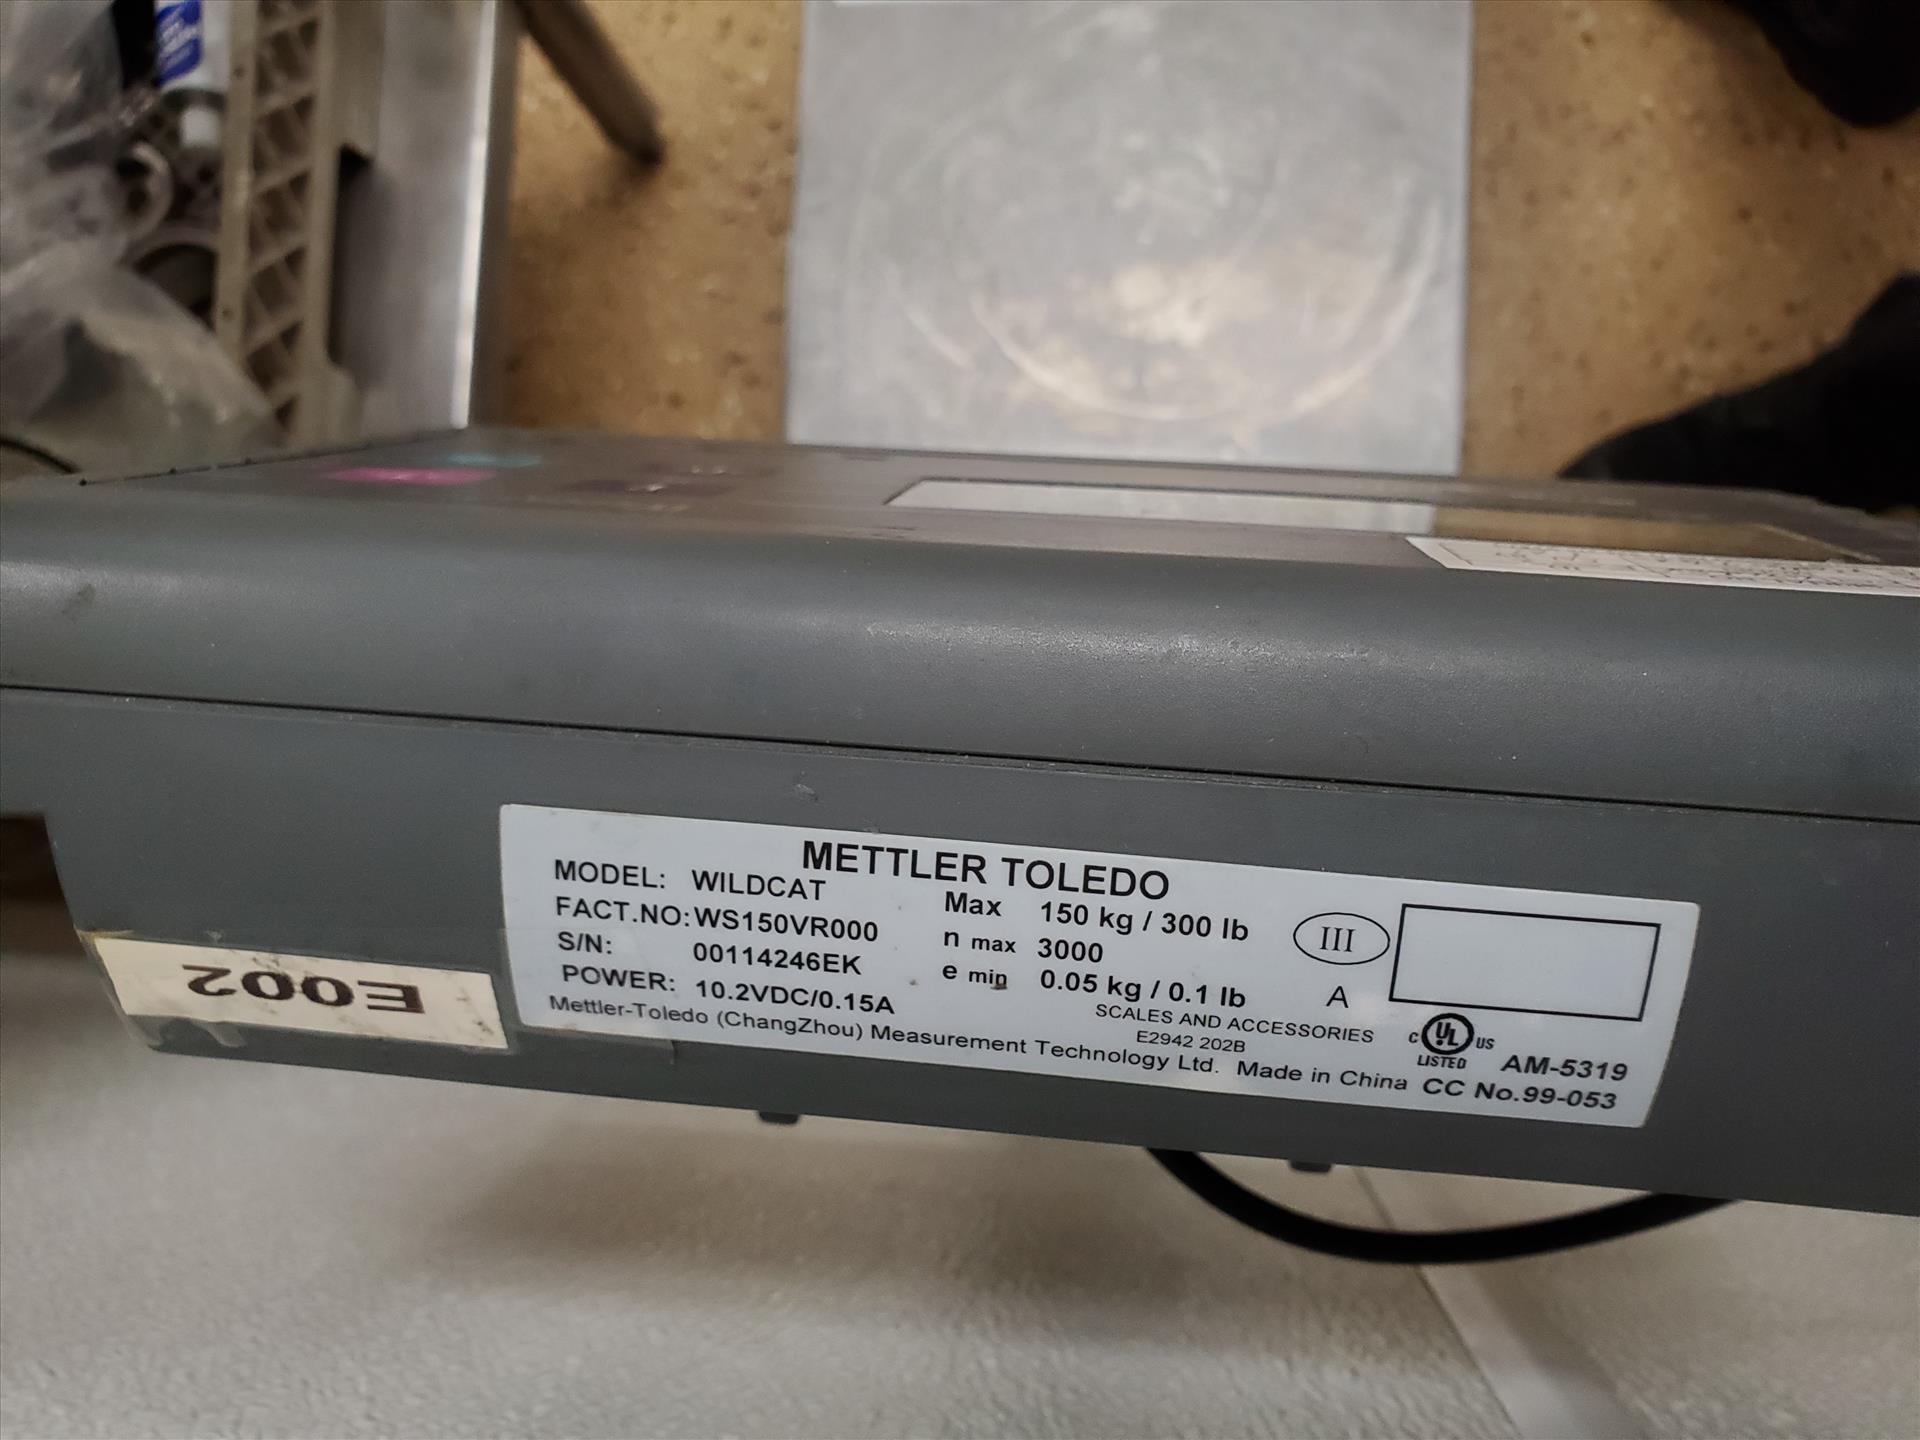 METTLER TOLEDO
MODEL: WILDCAT
FACT.NO: WS150VR000
S/N: 00114246EK
POWER: 10.2VDC/0.15A
Max 150 kg / 300 lb
n max 3000
e min 0.05 kg / 0.1 lb
III
A
SCALES AND ACCESSORIES
E2942 202B
C UL US
LISTED
AM-5319
Mettler-Toledo (ChangZhou) Measurement Technology Ltd. Made in China CC No.99-053
E002